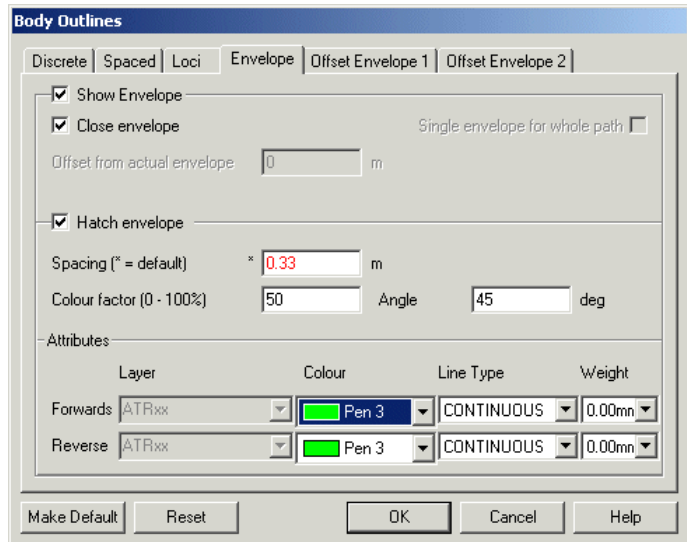 Body Outlines
Discrete Spaced Loci Envelope Offset Envelope 1 Offset Envelope 2
Show Envelope
Close envelope Single envelope for whole path
Offset from actual envelope 0 m
Hatch envelope
Spacing (* = default) * 0.33 m
Colour factor (0 - 100%) 50 Angle 45 deg
Attributes
Layer Colour Line Type Weight
Forwards ATRxx Pen 3 CONTINUOUS 0.00mn
Reverse ATRxx Pen 3 CONTINUOUS 0.00mn
Make Default Reset OK Cancel Help